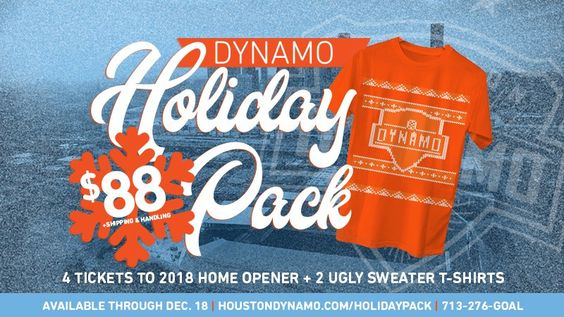 DYNAMO
Holiday
Pack
$88
+SHIPPING & HANDLING
DYNAMO
4 TICKETS TO 2018 HOME OPENER + 2 UGLY SWEATER T-SHIRTS
AVAILABLE THROUGH DEC. 18 | HOUSTONDYNAMO.COM/HOLIDAYPACK | 713-276-GOAL